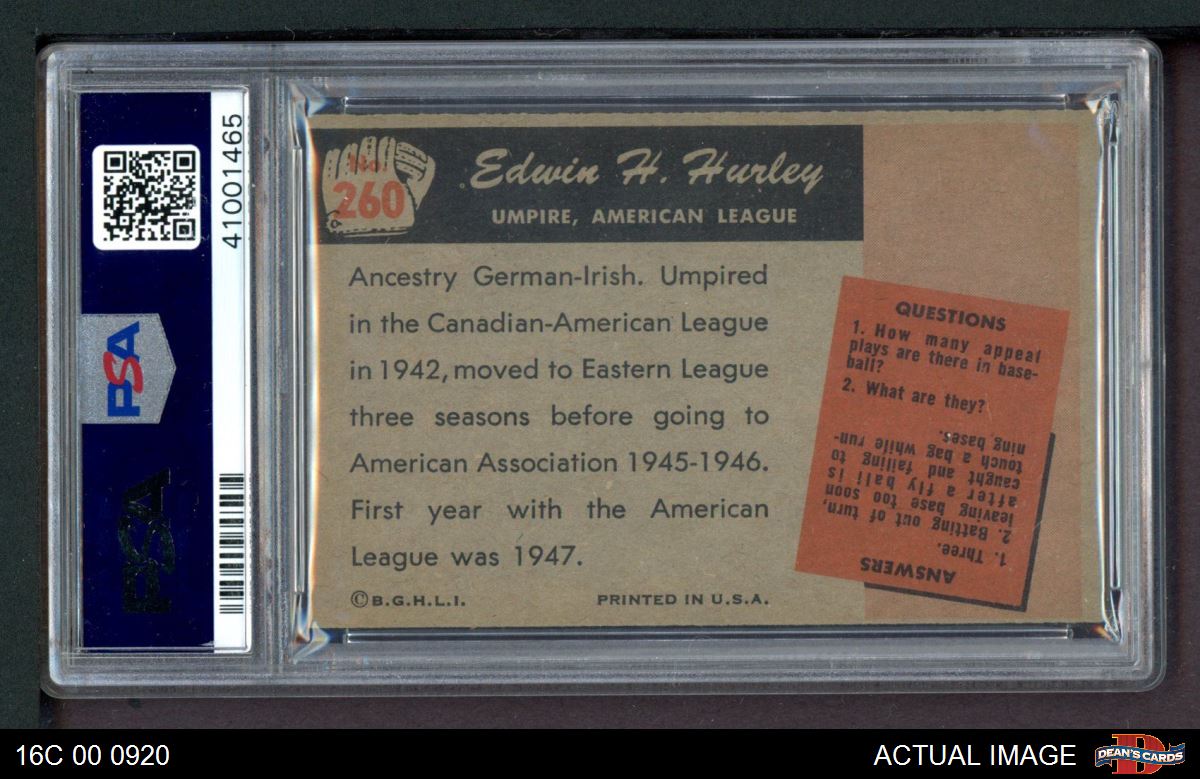 41001465
PSA
PSA
No.
260
Edwin H. Hurley
UMPIRE, AMERICAN LEAGUE
Ancestry German-Irish. Umpired
in the Canadian-American League
in 1942, moved to Eastern League
three seasons before going to
American Association 1945-1946.
First year with the American
League was 1947.
©B.G.H.L.I.
PRINTED IN U.S.A.
QUESTIONS
1. How many appeal
plays are there in base-
ball?
2. What are they?
ANSWERS
1. Three.
2. Batting out of turn,
leaving base too soon
after a fly ball is
caught and failing to
touch a bag while run-
ning bases.
16C 00 0920
ACTUAL IMAGE
D
DEAN'S CARDS